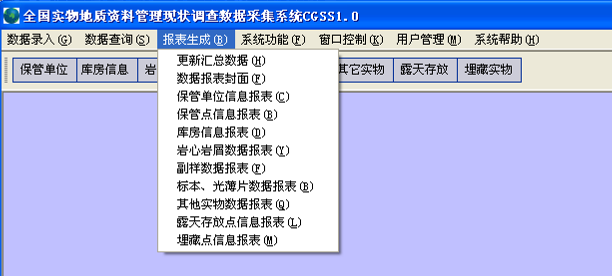 全国实物地质资料管理现状调查数据采集系统CGSS1.0
数据录入(G) 数据查询(S) 报表生成(R) 系统功能(F) 窗口控制(K) 用户管理(M) 系统帮助(H)
保管单位 库房信息 岩 其它实物 露天存放 埋藏实物
更新汇总数据(H)
数据报表封面(F)
保管单位信息报表(C)
保管点信息报表(B)
库房信息报表(D)
岩心岩屑数据报表(Y)
副样数据报表(F)
标本、光薄片数据报表(B)
其他实物数据报表(Q)
露天存放点信息报表(L)
埋藏点信息报表(M)